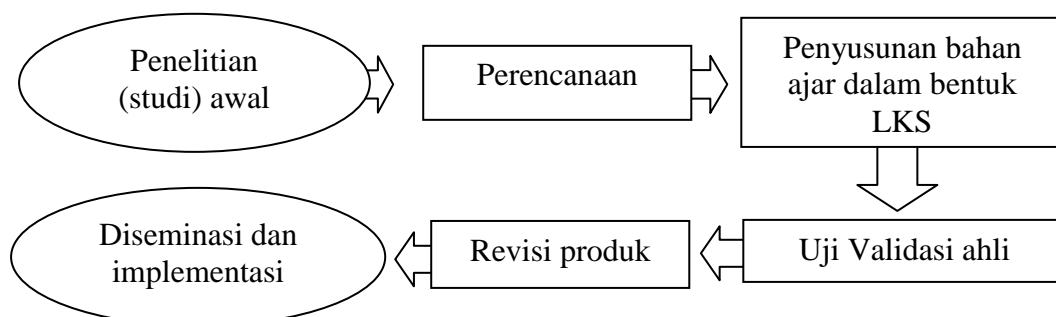 Penelitian
(studi) awal
Perencanaan
Penyusunan bahan
ajar dalam bentuk
LKS
Uji Validasi ahli
Revisi produk
Diseminasi dan
implementasi